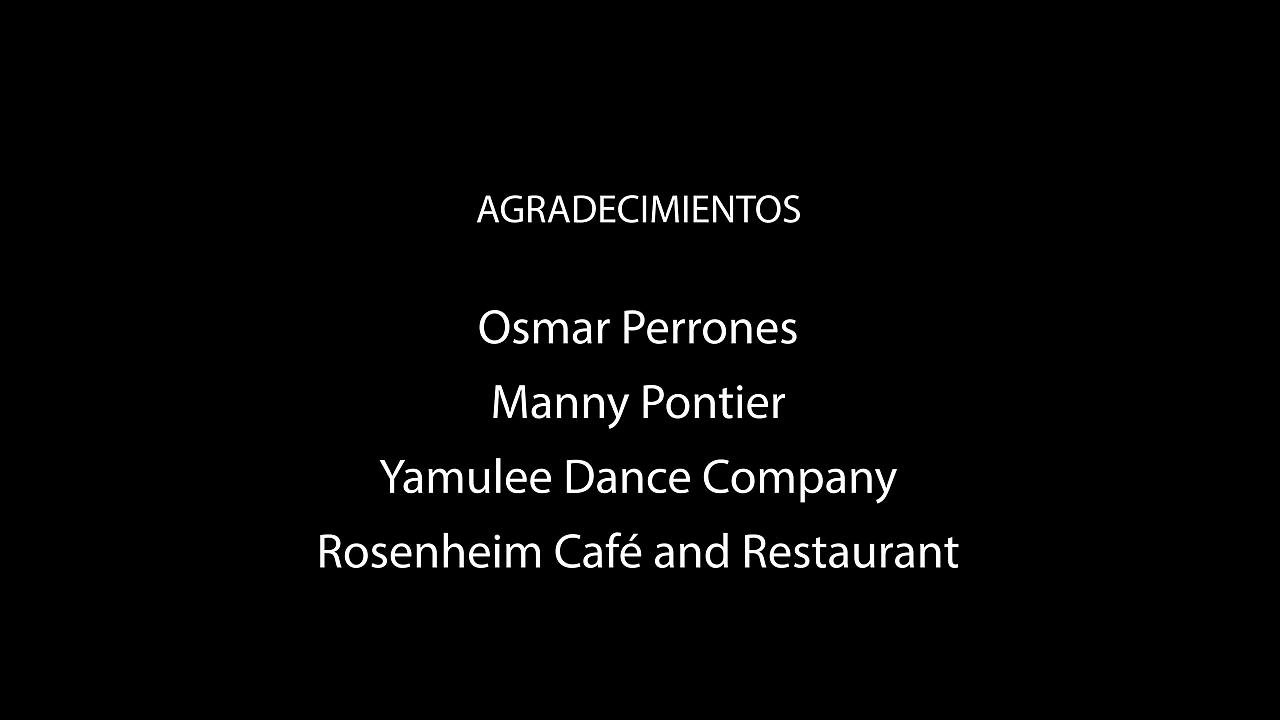 AGRADECIMIENTOS
Osmar Perrones
Manny Pontier
Yamulee Dance Company
Rosenheim Café and Restaurant